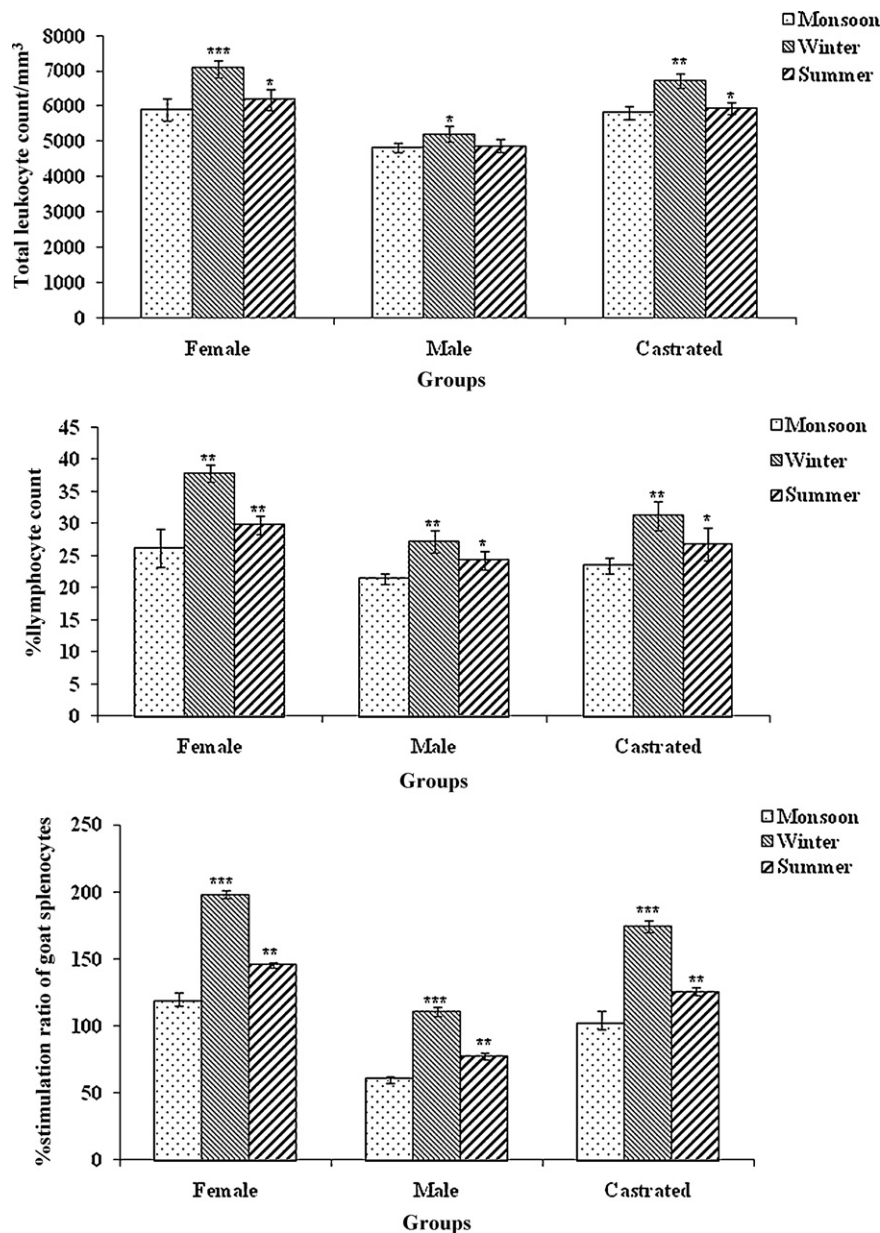 Total leukocyte count/mm³
8000
7000
6000
5000
4000
3000
2000
1000
0
***
*
*
**
*
Female
Male
Castrated
Groups
Monsoon
Winter
Summer
%llymphocyte count
45
40
35
30
25
20
15
10
5
0
**
**
**
*
**
*
Female
Male
Castrated
Groups
Monsoon
Winter
Summer
%stimulation ratio of goat splenocytes
250
200
150
100
50
0
***
**
***
**
***
**
Female
Male
Castrated
Groups
Monsoon
Winter
Summer